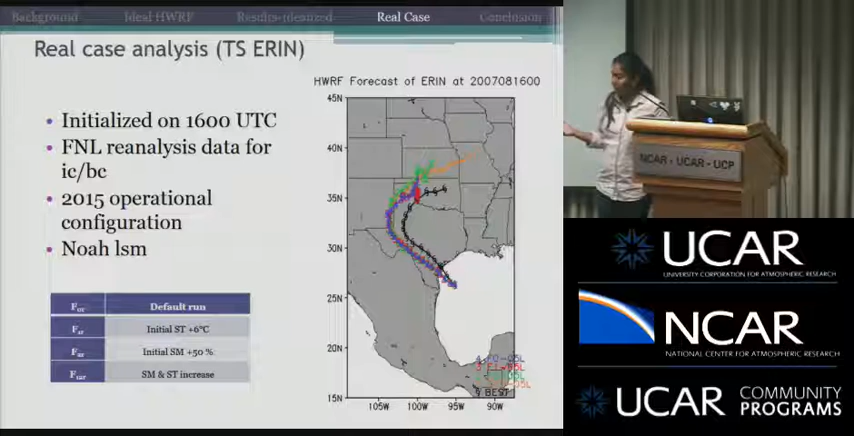 Background Ideal HWRF Results-idealized Real Case Conclusion
Real case analysis (TS ERIN)
HWRF Forecast of ERIN at 2007081600
• Initialized on 1600 UTC
• FNL reanalysis data for
ic/bc
• 2015 operational
configuration
• Noah lsm
Default run
Initial ST +6°C
Initial SM +50 %
SM & ST increase
45N
40N
35N
30N
25N
20N
15N
105W 100W 95W 90W
BEST
NCAR - UCAR - UCP
UCAR
UNIVERSITY CORPORATION FOR ATMOSPHERIC RESEARCH
NCAR
NATIONAL CENTER FOR ATMOSPHERIC RESEARCH
UCAR COMMUNITY
PROGRAMS